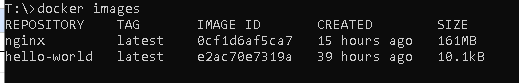 T:\>docker images
REPOSITORY TAG IMAGE ID CREATED SIZE
nginx latest 0cf1d6af5ca7 15 hours ago 161MB
hello-world latest e2ac70e7319a 39 hours ago 10.1kB